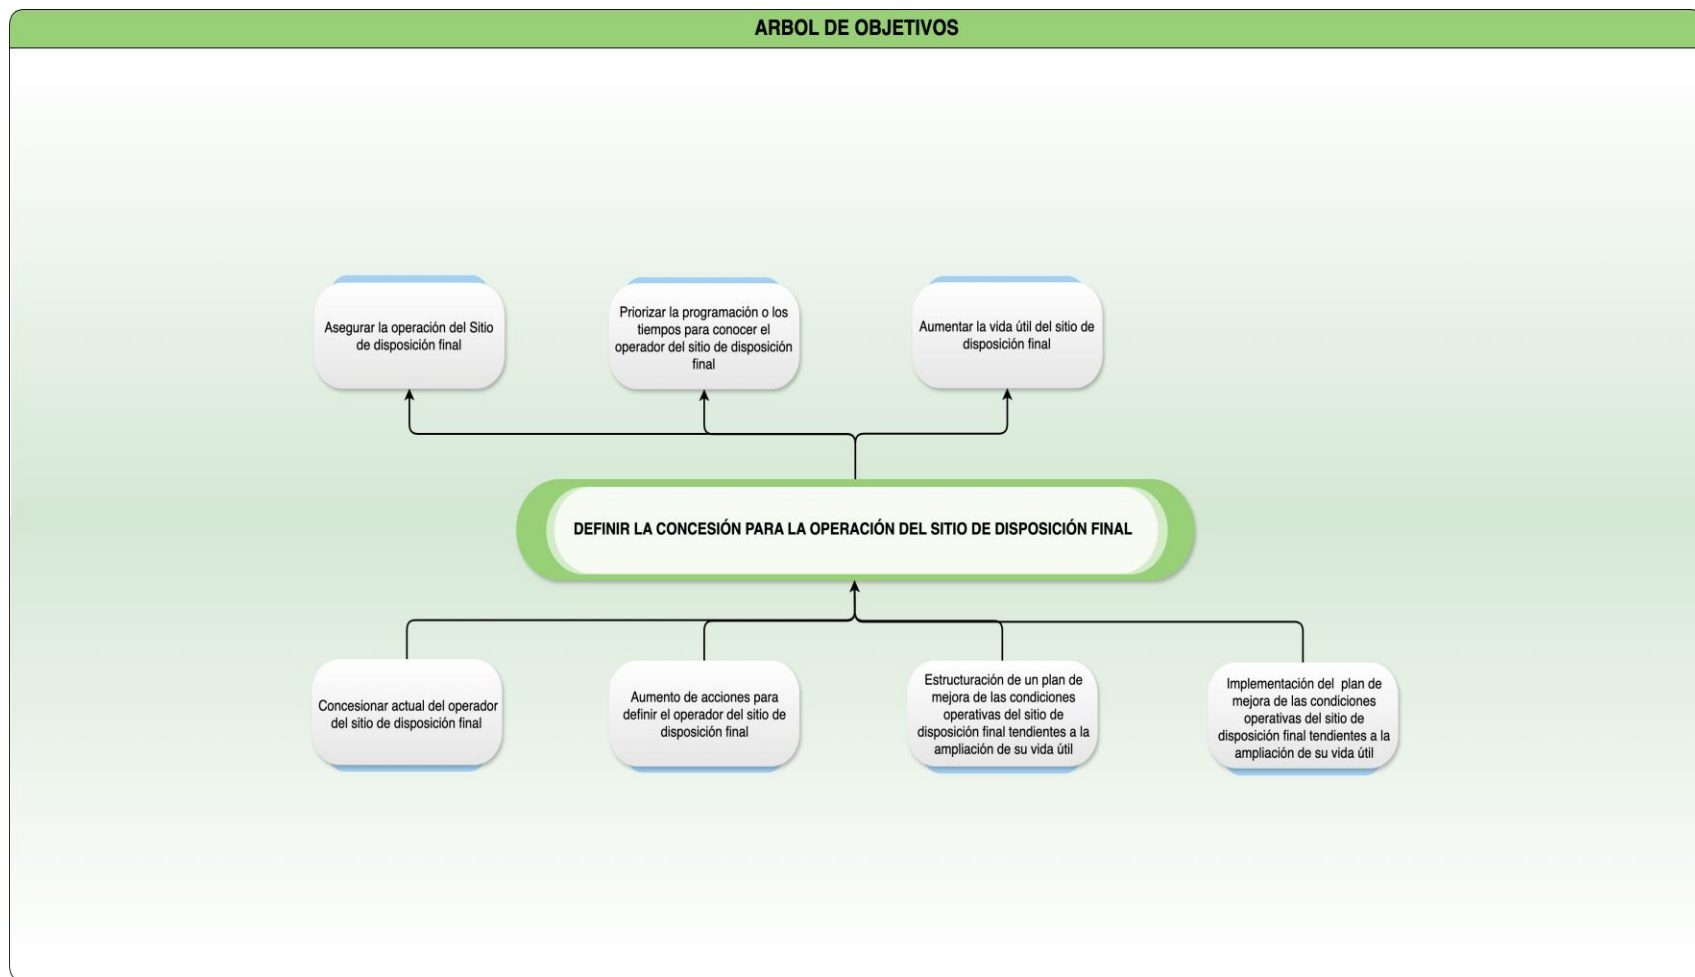 ARBOL DE OBJETIVOS
Asegurar la operación del Sitio
de disposición final
Priorizar la programación o los
tiempos para conocer el
operador del sitio de disposición
final
Aumentar la vida útil del sitio de
disposición final
DEFINIR LA CONCESIÓN PARA LA OPERACIÓN DEL SITIO DE DISPOSICIÓN FINAL
Concesionar actual del operador
del sitio de disposición final
Aumento de acciones para
definir el operador del sitio de
disposición final
Estructuración de un plan de
mejora de las condiciones
operativas del sitio de
disposición final tendientes a la
ampliación de su vida útil
Implementación del plan de
mejora de las condiciones
operativas del sitio de
disposición final tendientes a la
ampliación de su vida útil